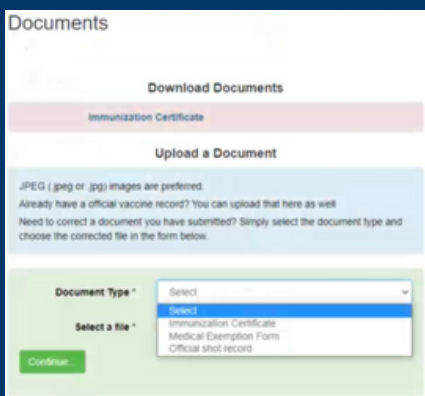 Documents
Download Documents
Immunization Certificate
Upload a Document
JPEG (.jpeg or .jpg) images are preferred.
Already have a official vaccine record? You can upload that here as well
Need to correct a document you have submitted? Simply select the document type and
choose the corrected file in the form below.
Document Type *
Select
Select
Immunization Certificate
Select a file *
Medical Exemption Form
Official shot record
Continue...